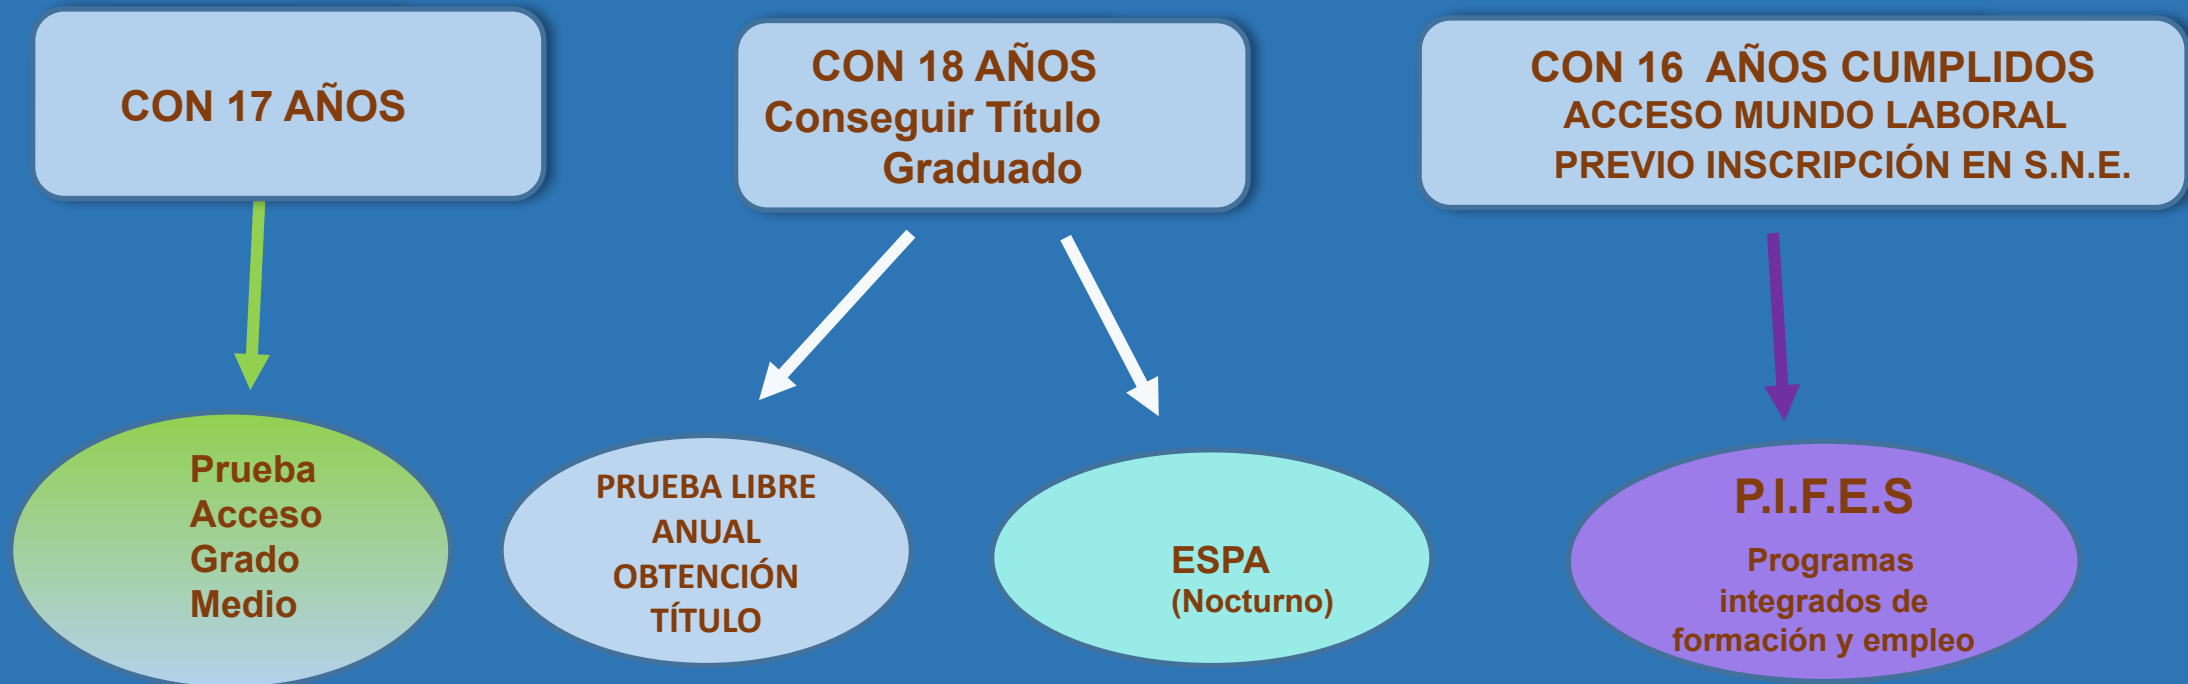 CON 17 AÑOS
CON 18 AÑOS
Conseguir Título
Graduado
CON 16 AÑOS CUMPLIDOS
ACCESO MUNDO LABORAL
PREVIO INSCRIPCIÓN EN S.N.E.
Prueba
Acceso
Grado
Medio
PRUEBA LIBRE
ANUAL
OBTENCIÓN
TÍTULO
ESPA
(Nocturno)
P.I.F.E.S
Programas
integrados de
formación y empleo